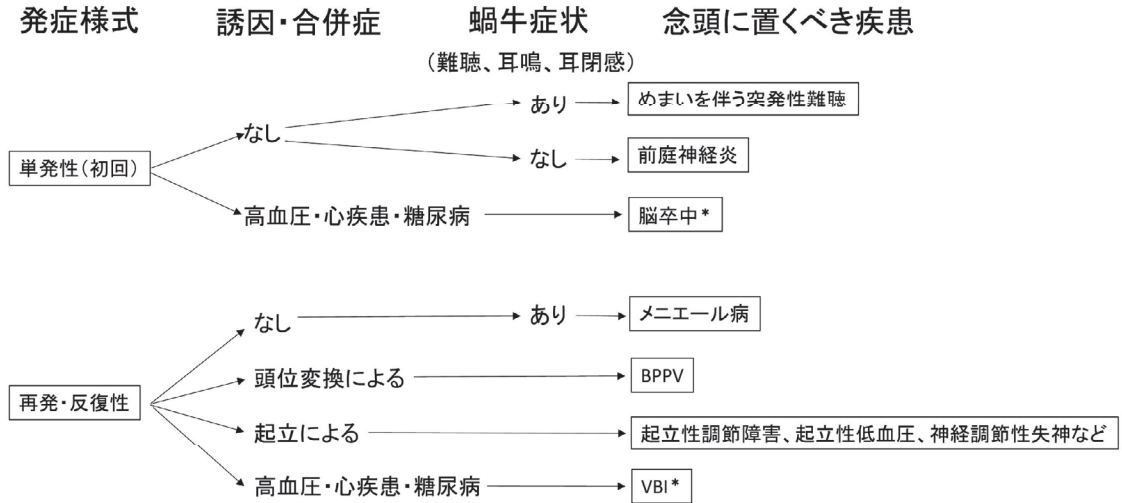 発症様式 誘因・合併症 蝸牛症状 念頭に置くべき疾患
（難聴、耳鳴、耳閉感）
あり めまいを伴う突発性難聴
なし
単発性（初回） なし 前庭神経炎
高血圧・心疾患・糖尿病 脳卒中*
なし あり メニエール病
頭位変換による BPPV
再発・反復性
起立による 起立性調節障害、起立性低血圧、神経調節性失神など
高血圧・心疾患・糖尿病 VBI*